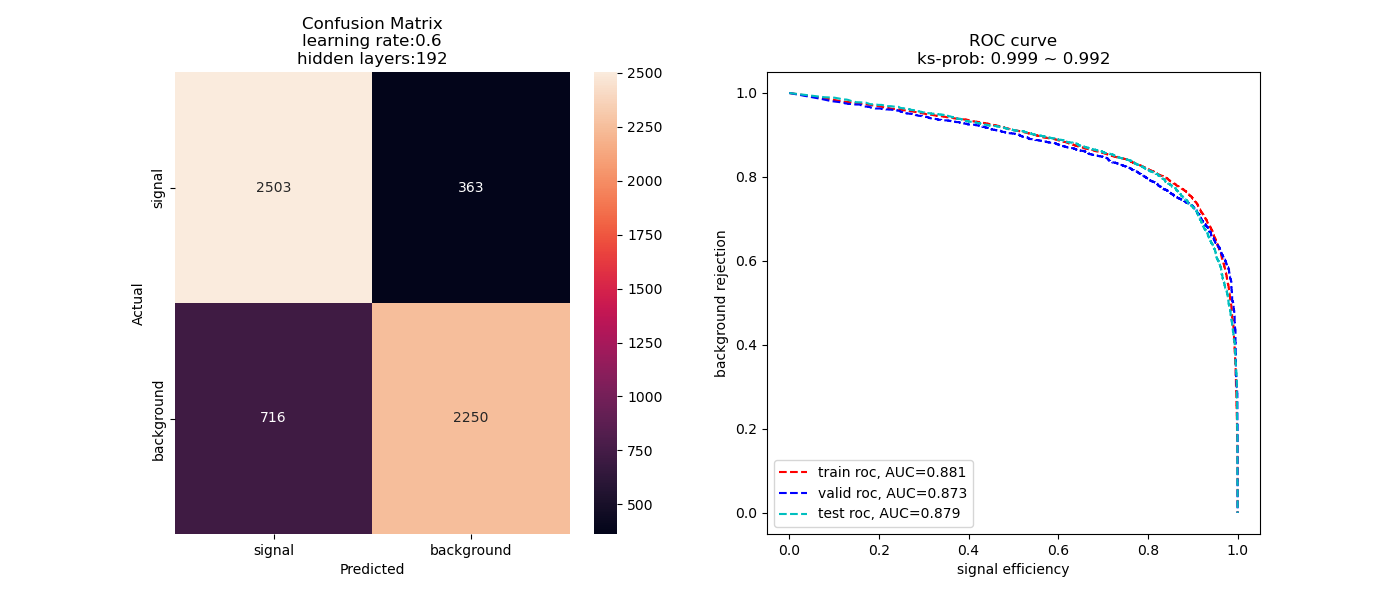 Confusion Matrix
learning rate:0.6
hidden layers:192
signal
background
Actual
2503
363
716
2250
signal
background
Predicted
2500
2250
2000
1750
1500
1250
1000
750
500
ROC curve
ks-prob: 0.999 ~ 0.992
background rejection
1.0
0.8
0.6
0.4
0.2
0.0
train roc, AUC=0.881
valid roc, AUC=0.873
test roc, AUC=0.879
0.0
0.2
0.4
0.6
0.8
1.0
signal efficiency